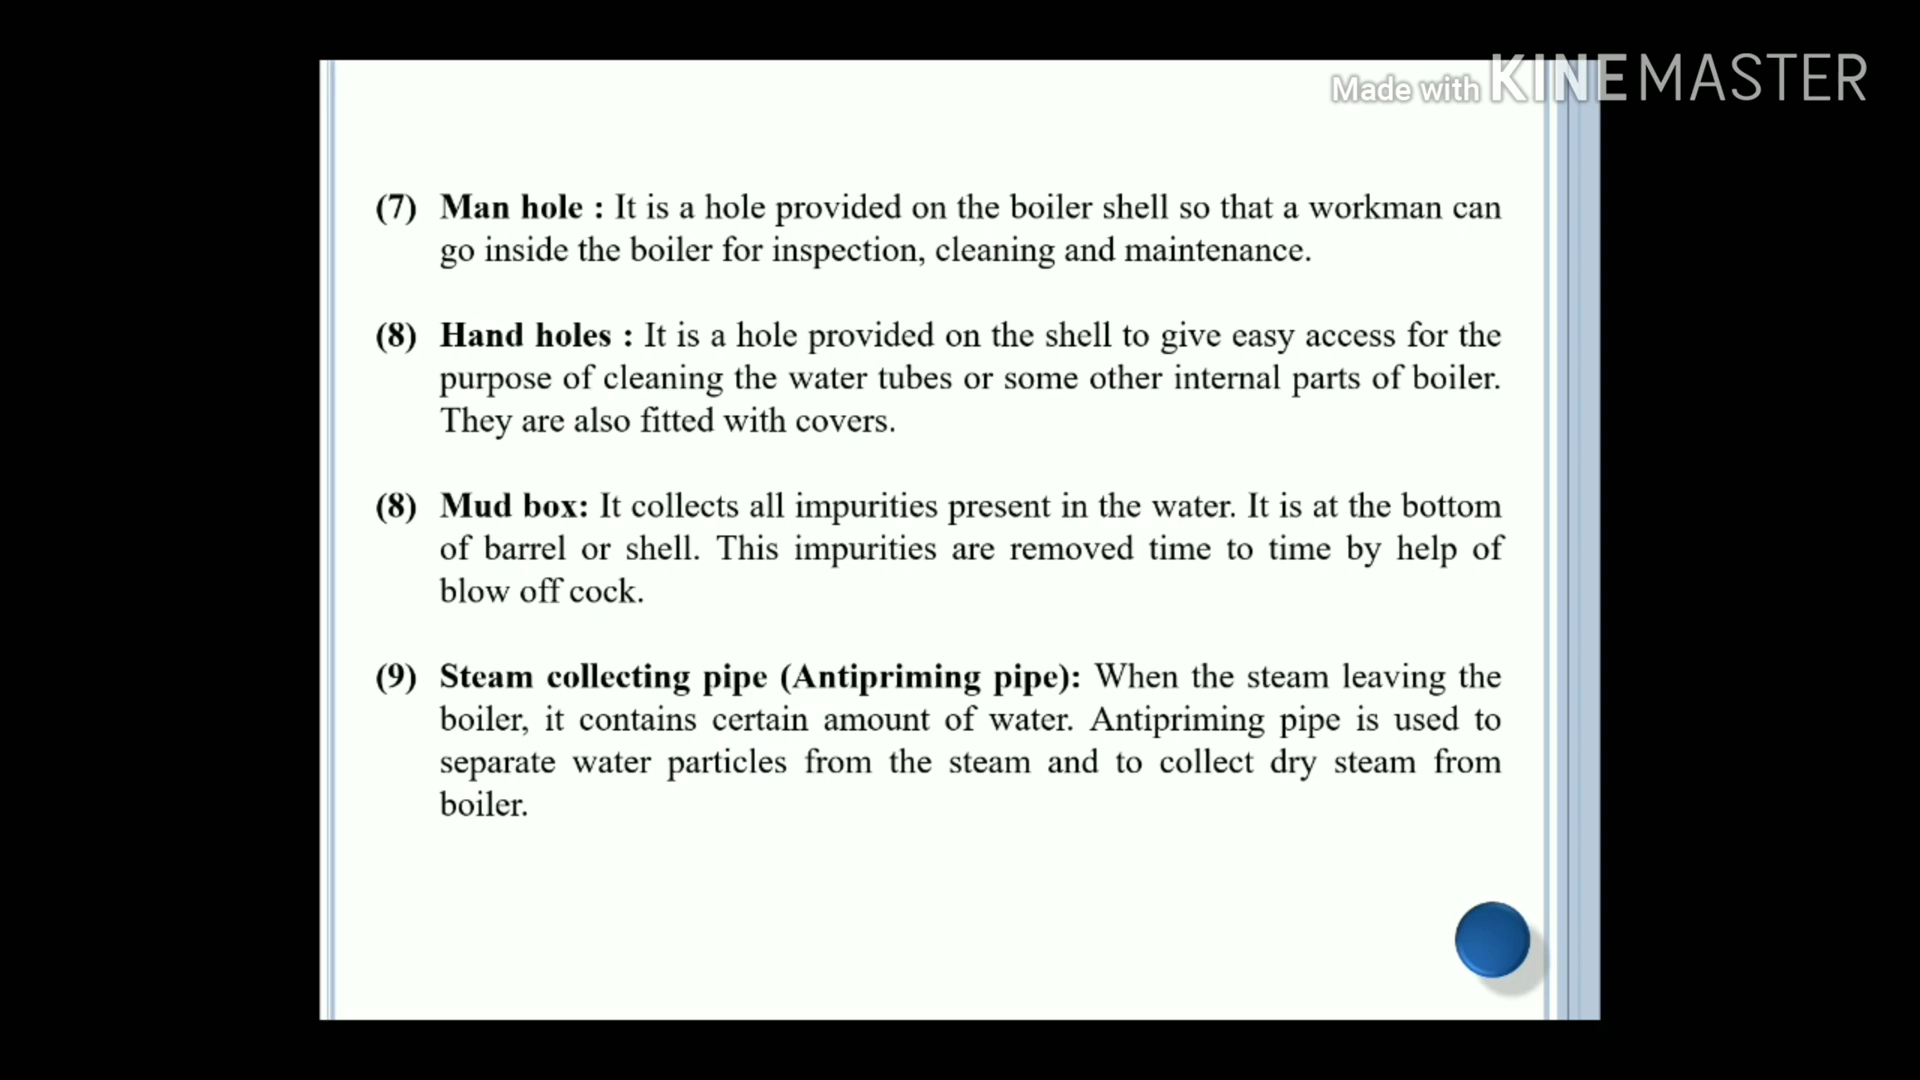 Made with KINEMASTER
(7) Man hole : It is a hole provided on the boiler shell so that a workman can
go inside the boiler for inspection, cleaning and maintenance.
(8) Hand holes : It is a hole provided on the shell to give easy access for the
purpose of cleaning the water tubes or some other internal parts of boiler.
They are also fitted with covers.
(8) Mud box: It collects all impurities present in the water. It is at the bottom
of barrel or shell. This impurities are removed time to time by help of
blow off cock.
(9) Steam collecting pipe (Antipriming pipe): When the steam leaving the
boiler, it contains certain amount of water. Antipriming pipe is used to
separate water particles from the steam and to collect dry steam from
boiler.